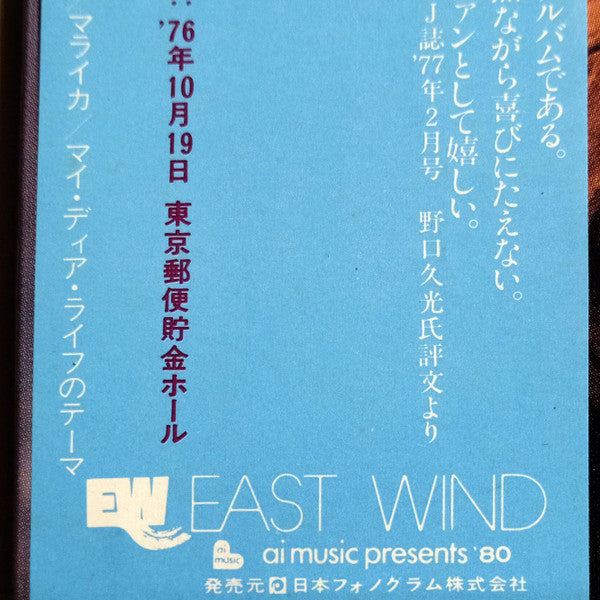 ルバムである。
ながら喜びにたえない。
アンとして嬉しい。
J誌'77年2月号 野口久光氏評文より
'76年10月19日 東京郵便貯金ホール
マライカ/マイ・ディア・ライフのテーマ
EW EAST WIND
ai music
ai music presents '80
発売元 日本フォノグラム株式会社